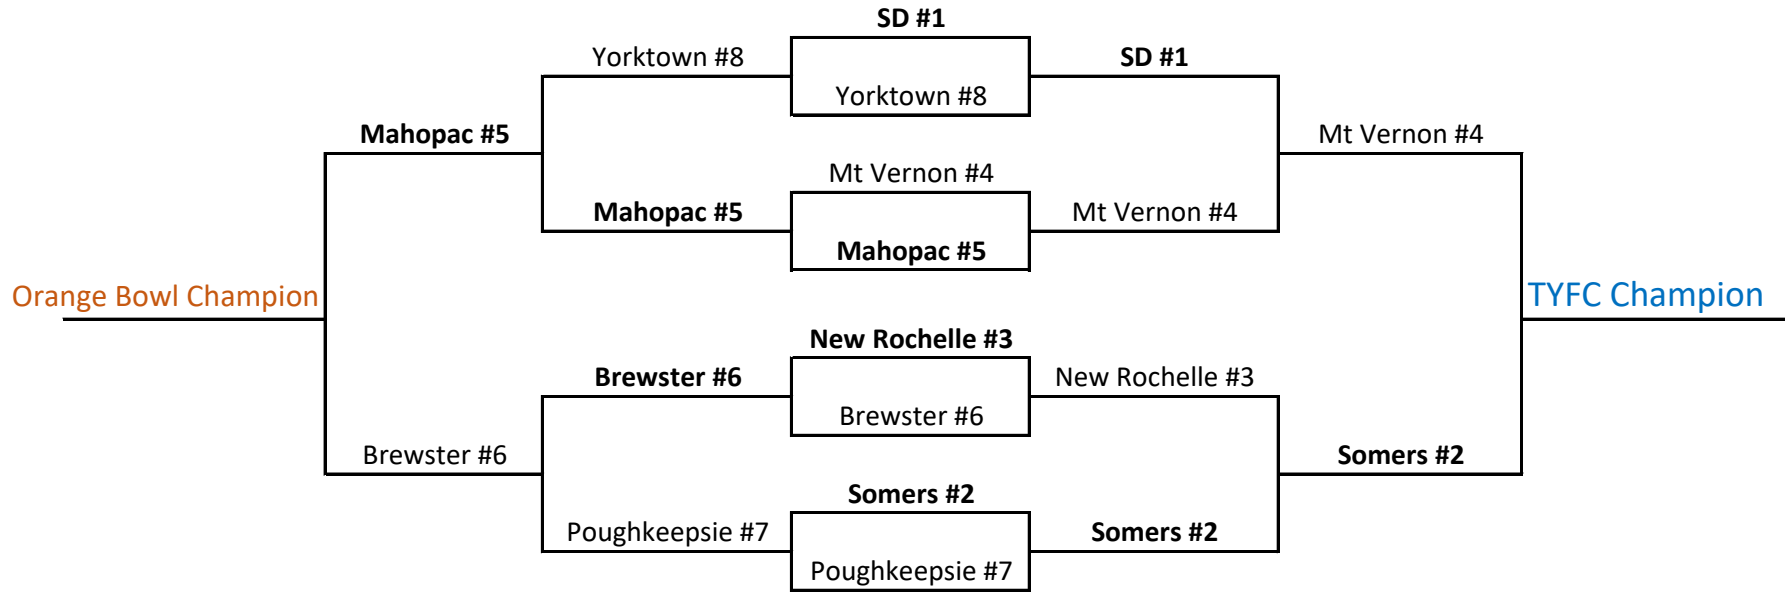 SD #1
Yorktown #8
SD #1
Yorktown #8
Mahopac #5
Mt Vernon #4
Mt Vernon #4
Mahopac #5
Mt Vernon #4
Mahopac #5
Orange Bowl Champion
TYFC Champion
New Rochelle #3
Brewster #6
New Rochelle #3
Brewster #6
Brewster #6
Somers #2
Somers #2
Poughkeepsie #7
Somers #2
Poughkeepsie #7